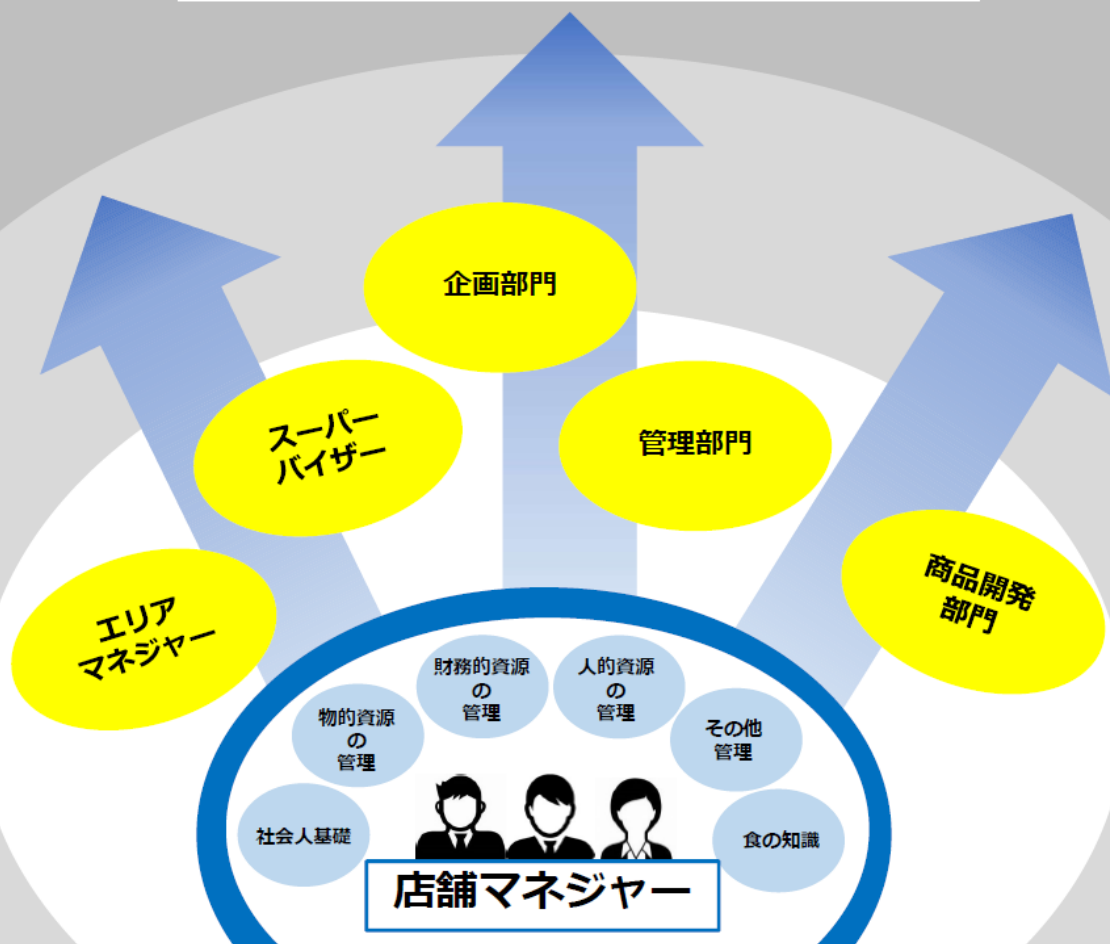 企画部門
スーパー
バイザー
管理部門
エリア
マネジャー
商品開発
部門
財務的資源
の
管理
人的資源
の
管理
物的資源
の
管理
その他
管理
社会人基礎
食の知識
店舗マネジャー